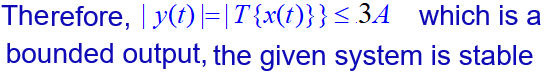 Therefore, | y(t) |=| T{x(t)}} ≤ 3A which is a
bounded output, the given system is stable